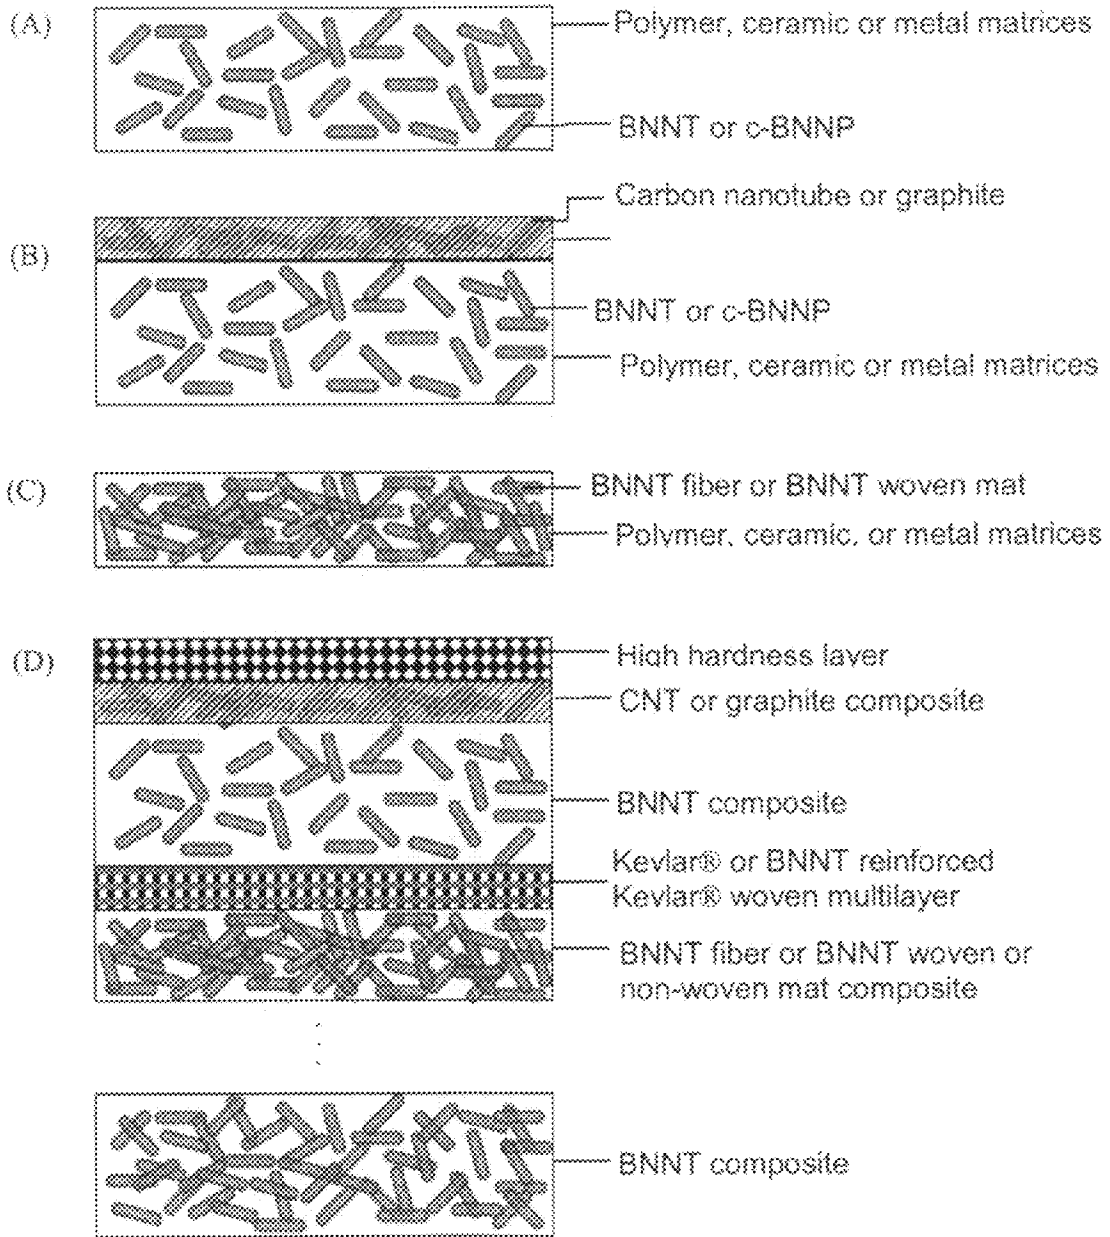 (A)
Polymer, ceramic or metal matrices
BNNT or c-BNNP
Carbon nanotube or graphite
(B)
BNNT or c-BNNP
Polymer, ceramic or metal matrices
(C)
BNNT fiber or BNNT woven mat
Polymer, ceramic, or metal matrices
(D)
High hardness layer
CNT or graphite composite
BNNT composite
Kevlar® or BNNT reinforced
Kevlar® woven multilayer
BNNT fiber or BNNT woven or
non-woven mat composite
BNNT composite